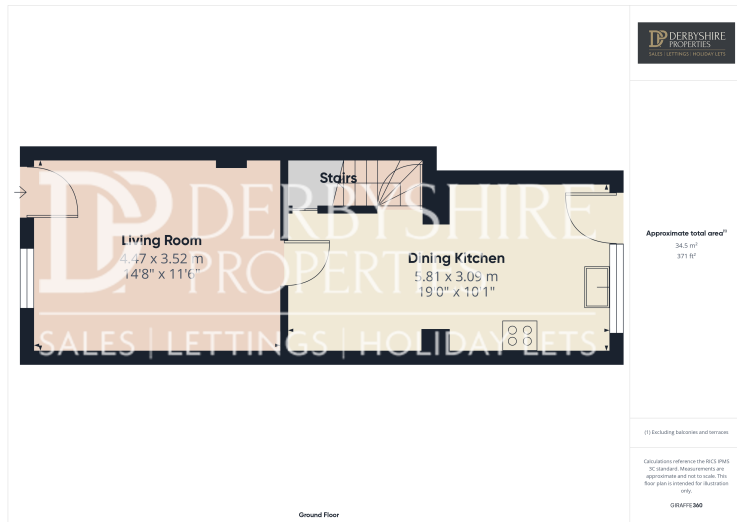 DERBYSHIRE
PROPERTIES
SALES | LETTINGS | HOLIDAY LETS
Stairs
DERBYSHIRE
PROPERTIES
SALES | LETTINGS | HOLIDAY LETS
Living Room
4.47 x 3.52 m
14'8" x 11'6"
Dining Kitchen
5.81 x 3.09 m
19'0" x 10'1"
Approximate total area(1)
34.5 m²
371 ft²
(1) Excluding balconies and terraces
Calculations reference the RICS IPMS
3C standard. Measurements are
approximate and not to scale. This
floor plan is intended for illustration
only.
GIRAFFE360
Ground Floor